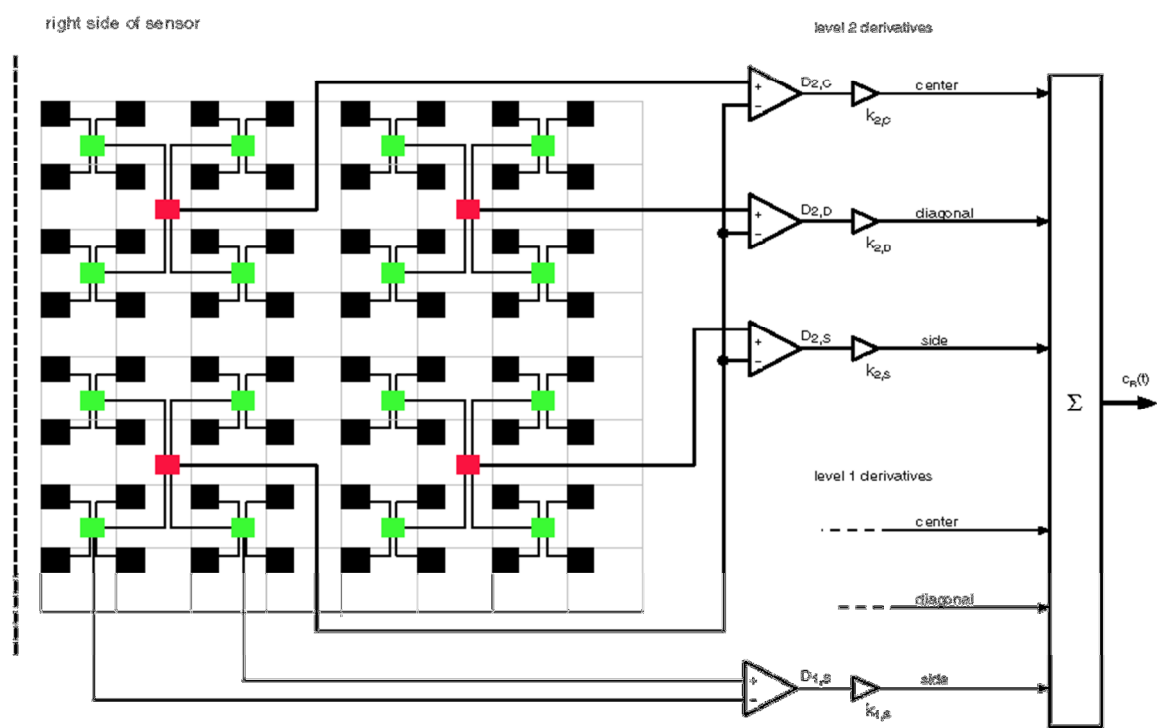 right side of sensor
level 2 derivatives
+
−
D2,C
k2,C
center
+
−
D2,D
k2,D
diagonal
+
−
D2,S
k2,S
side
Σ
cR(t)
level 1 derivatives
center
diagonal
+
−
D1,S
k1,S
side